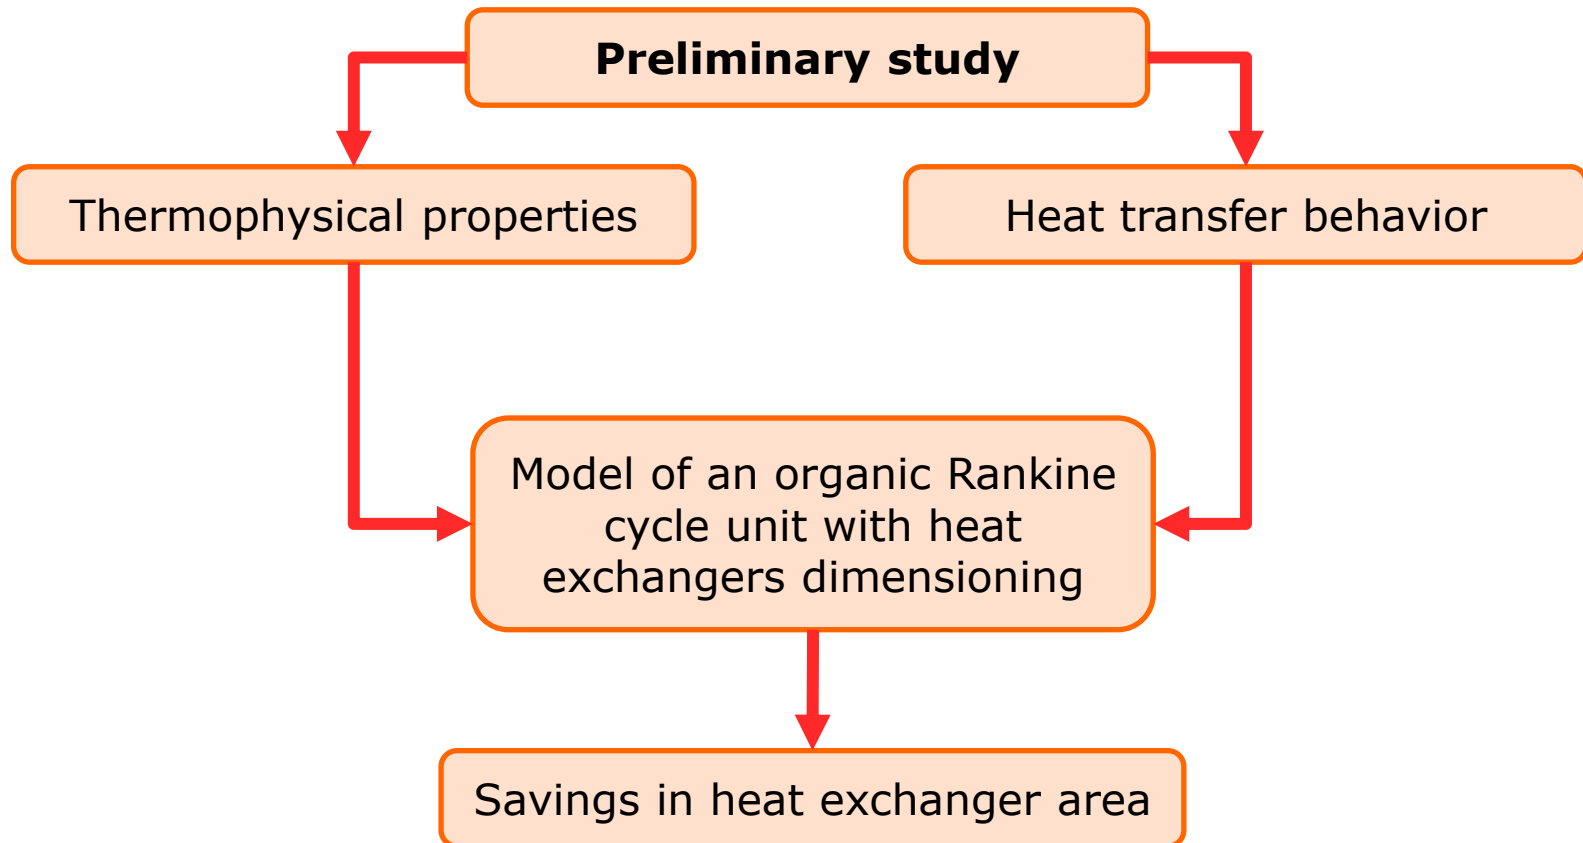 Preliminary study
Thermophysical properties
Heat transfer behavior
Model of an organic Rankine
cycle unit with heat
exchangers dimensioning
Savings in heat exchanger area